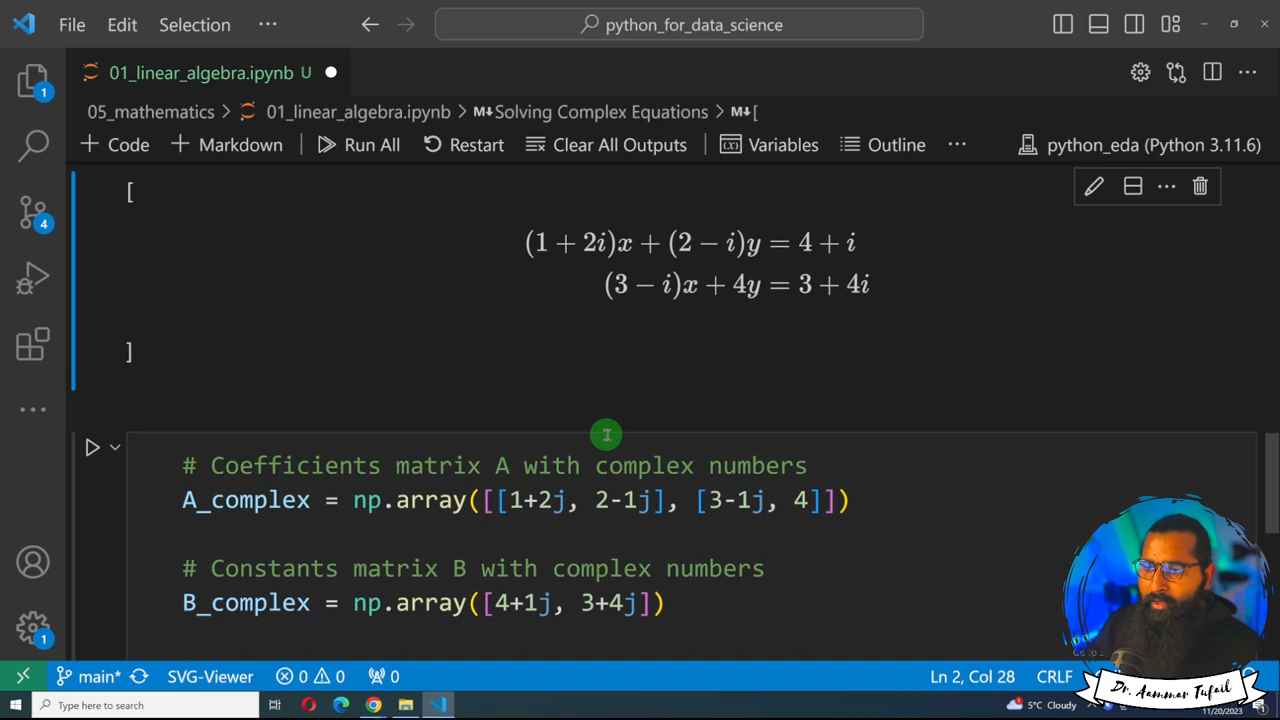 File Edit Selection ··· python_for_data_science
01_linear_algebra.ipynb U
05_mathematics > 01_linear_algebra.ipynb > M↓Solving Complex Equations > M↓[
+ Code + Markdown Run All Restart Clear All Outputs Variables Outline ··· python_eda (Python 3.11.6)
[
(1 + 2i)x + (2 − i)y = 4 + i
(3 − i)x + 4y = 3 + 4i
]
# Coefficients matrix A with complex numbers
A_complex = np.array([[1+2j, 2-1j], [3-1j, 4]])
# Constants matrix B with complex numbers
B_complex = np.array([4+1j, 3+4j])
1
4
1
main* SVG-Viewer 0 0 0 Ln 2, Col 28 CRLF
Dr. Aammar Tufail
Type here to search 5°C Cloudy 11/20/2023